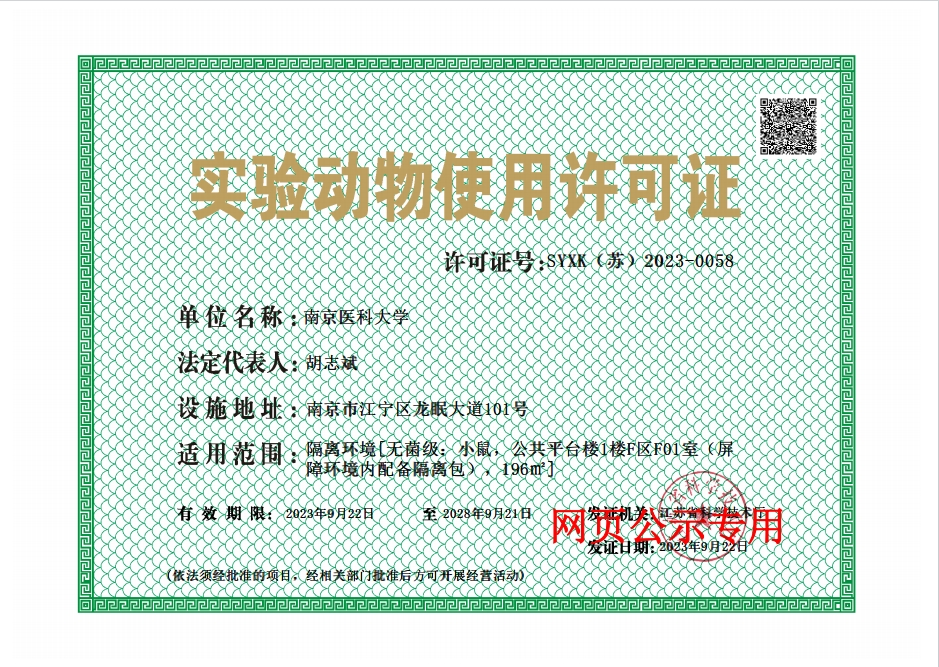 实验动物使用许可证
许可证号:SYXK（苏）2023-0058
单位名称:南京医科大学
法定代表人:胡志斌
设施地址:南京市江宁区龙眠大道101号
适用范围:隔离环境[无菌级：小鼠，公共平台楼1楼F区F01室（屏
障环境内配备隔离包），196㎡]
有效期限:2023年9月22日 至 2028年9月21日
发证机关:江苏省科学技术厅
网页公示专用
发证日期:2023年9月22日
(依法须经批准的项目，经相关部门批准后方可开展经营活动)